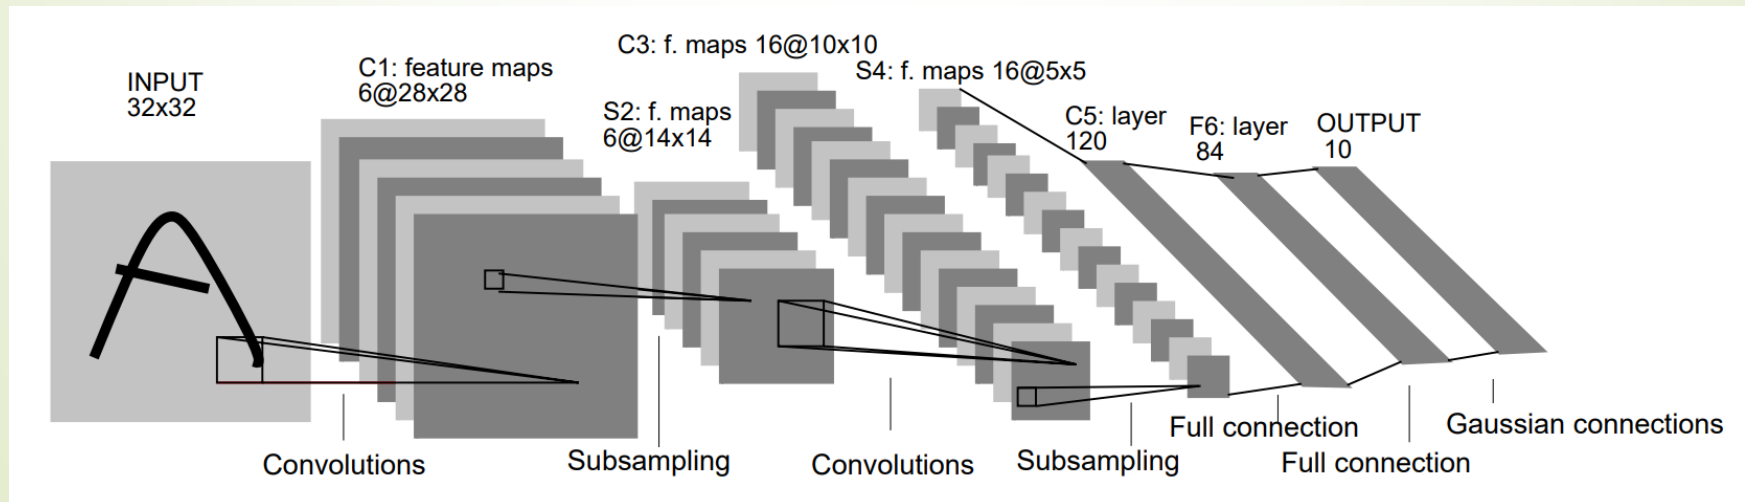 INPUT
32x32
C1: feature maps
6@28x28
S2: f. maps
6@14x14
C3: f. maps 16@10x10
S4: f. maps 16@5x5
C5: layer
120
F6: layer
84
OUTPUT
10
Convolutions
Subsampling
Convolutions
Subsampling
Full connection
Full connection
Gaussian connections